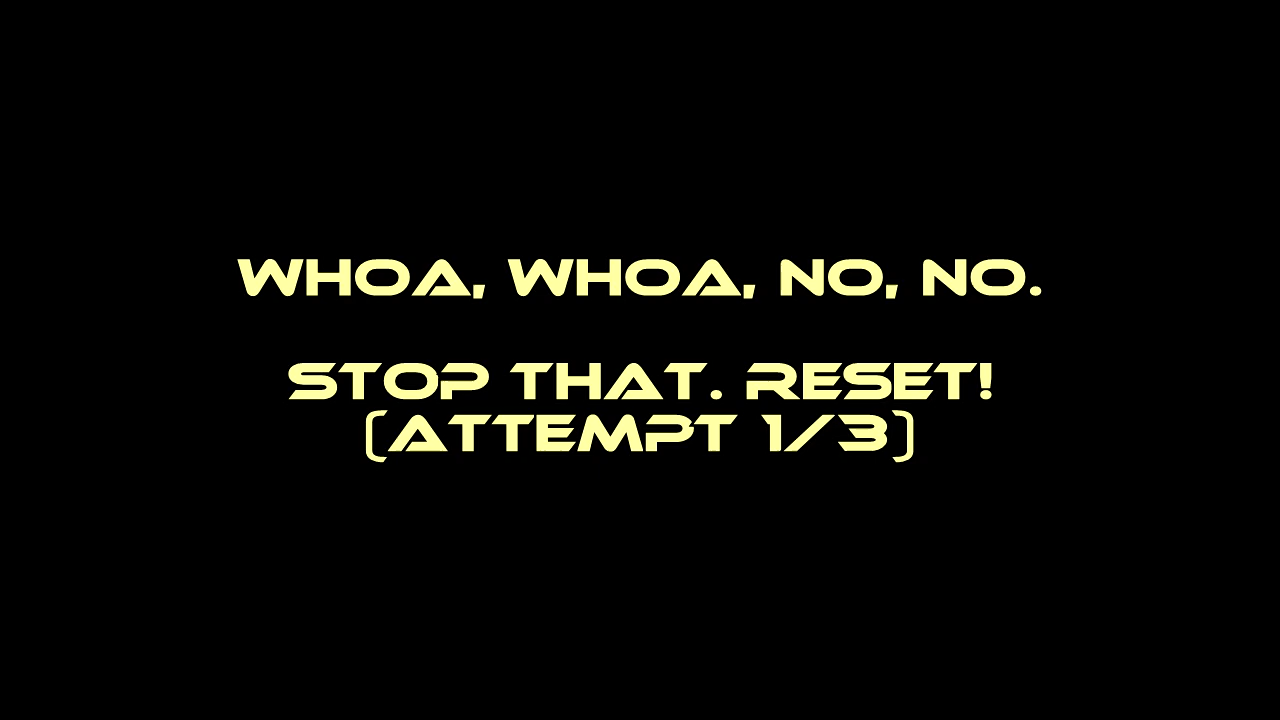 WHOA, WHOA, NO, NO.
STOP THAT. RESET!
(ATTEMPT 1/3)